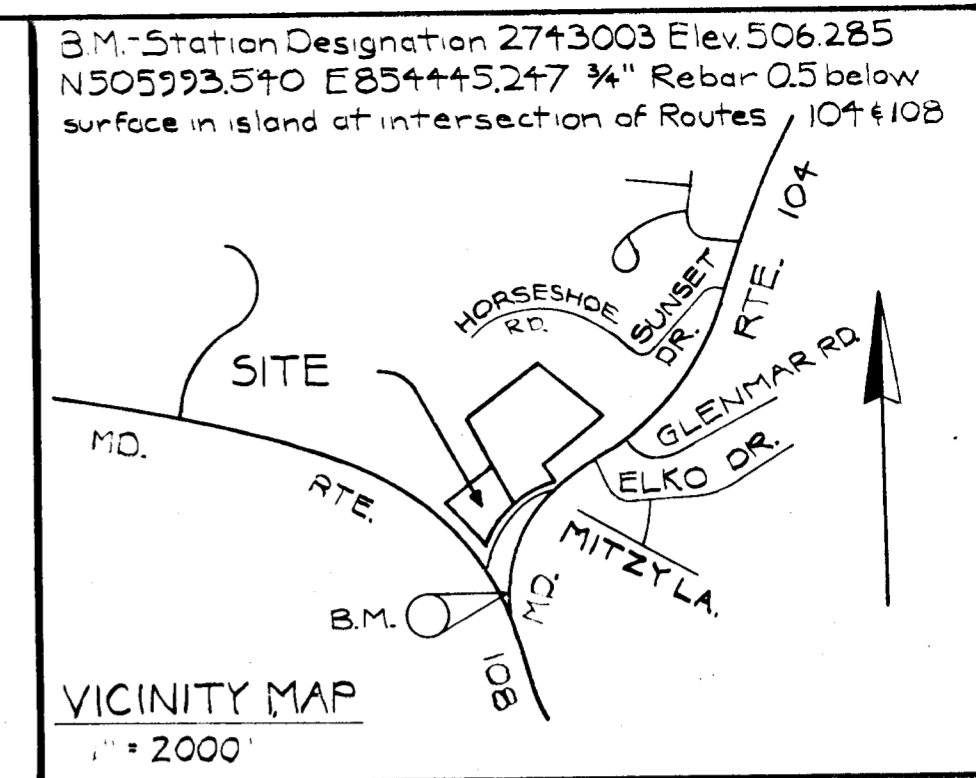 B.M.-Station Designation 2743003 Elev. 506.285
N505993.540 E854445.247 3/4" Rebar 0.5 below
surface in island at intersection of Routes 104 & 108
RTE. 104
SUNSET
DR.
HORSESHOE
RD.
SITE
GLENMAR RD.
ELKO DR.
MD.
RTE.
MITZY LA.
MD.
B.M.
108
VICINITY MAP
1" = 2000'